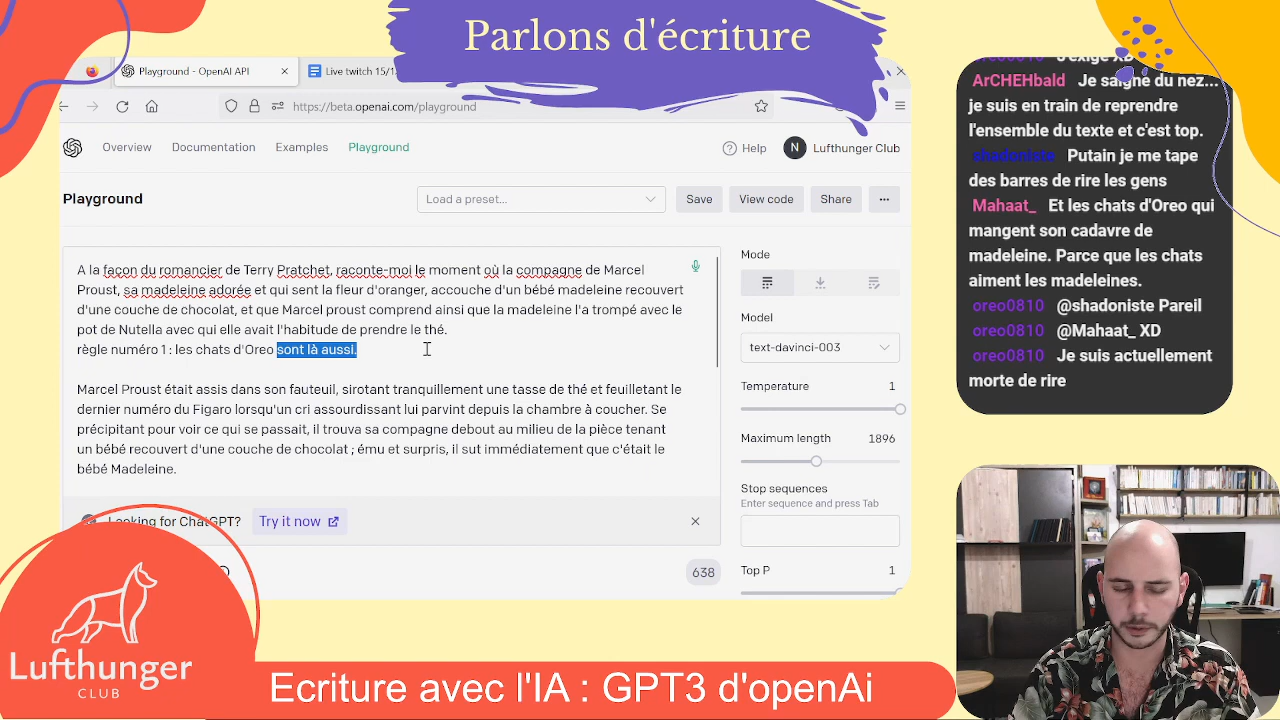 Parlons d'écriture
Playground - OpenAI API
Live twitch 15/1
https://beta.openai.com/playground
Overview
Documentation
Examples
Playground
Help
N
Lufthunger Club
Playground
Load a preset...
Save
View code
Share
...
A la façon du romancier de Terry Pratchet, raconte-moi le moment où la compagne de Marcel
Proust, sa madeleine adorée et qui sent la fleur d'oranger, accouche d'un bébé madeleine recouvert
d'une couche de chocolat, et que Marcel proust comprend ainsi que la madeleine l'a trompé avec le
pot de Nutella avec qui elle avait l'habitude de prendre le thé.
règle numéro 1 : les chats d'Oreo sont là aussi.
Marcel Proust était assis dans son fauteuil, sirotant tranquillement une tasse de thé et feuilletant le
dernier numéro du Figaro lorsqu'un cri assourdissant lui parvint depuis la chambre à coucher. Se
précipitant pour voir ce qui se passait, il trouva sa compagne debout au milieu de la pièce tenant
un bébé recouvert d'une couche de chocolat ; ému et surpris, il sut immédiatement que c'était le
bébé Madeleine.
Looking for ChatGPT?
Try it now
638
Mode
Model
text-davinci-003
Temperature
1
Maximum length
1896
Stop sequences
Enter sequence and press Tab
Top P
1
oreo0810 J'exige XD
ArCHEHbald Je saigne du nez...
je suis en train de reprendre
l'ensemble du texte et c'est top.
shadoniste Putain je me tape
des barres de rire les gens
Mahaat_ Et les chats d'Oreo qui
mangent son cadavre de
madeleine. Parce que les chats
aiment les madeleines.
oreo0810 @shadoniste Pareil
oreo0810 @Mahaat_ XD
oreo0810 Je suis actuellement
morte de rire
Lufthunger
CLUB
Ecriture avec l'IA : GPT3 d'openAi